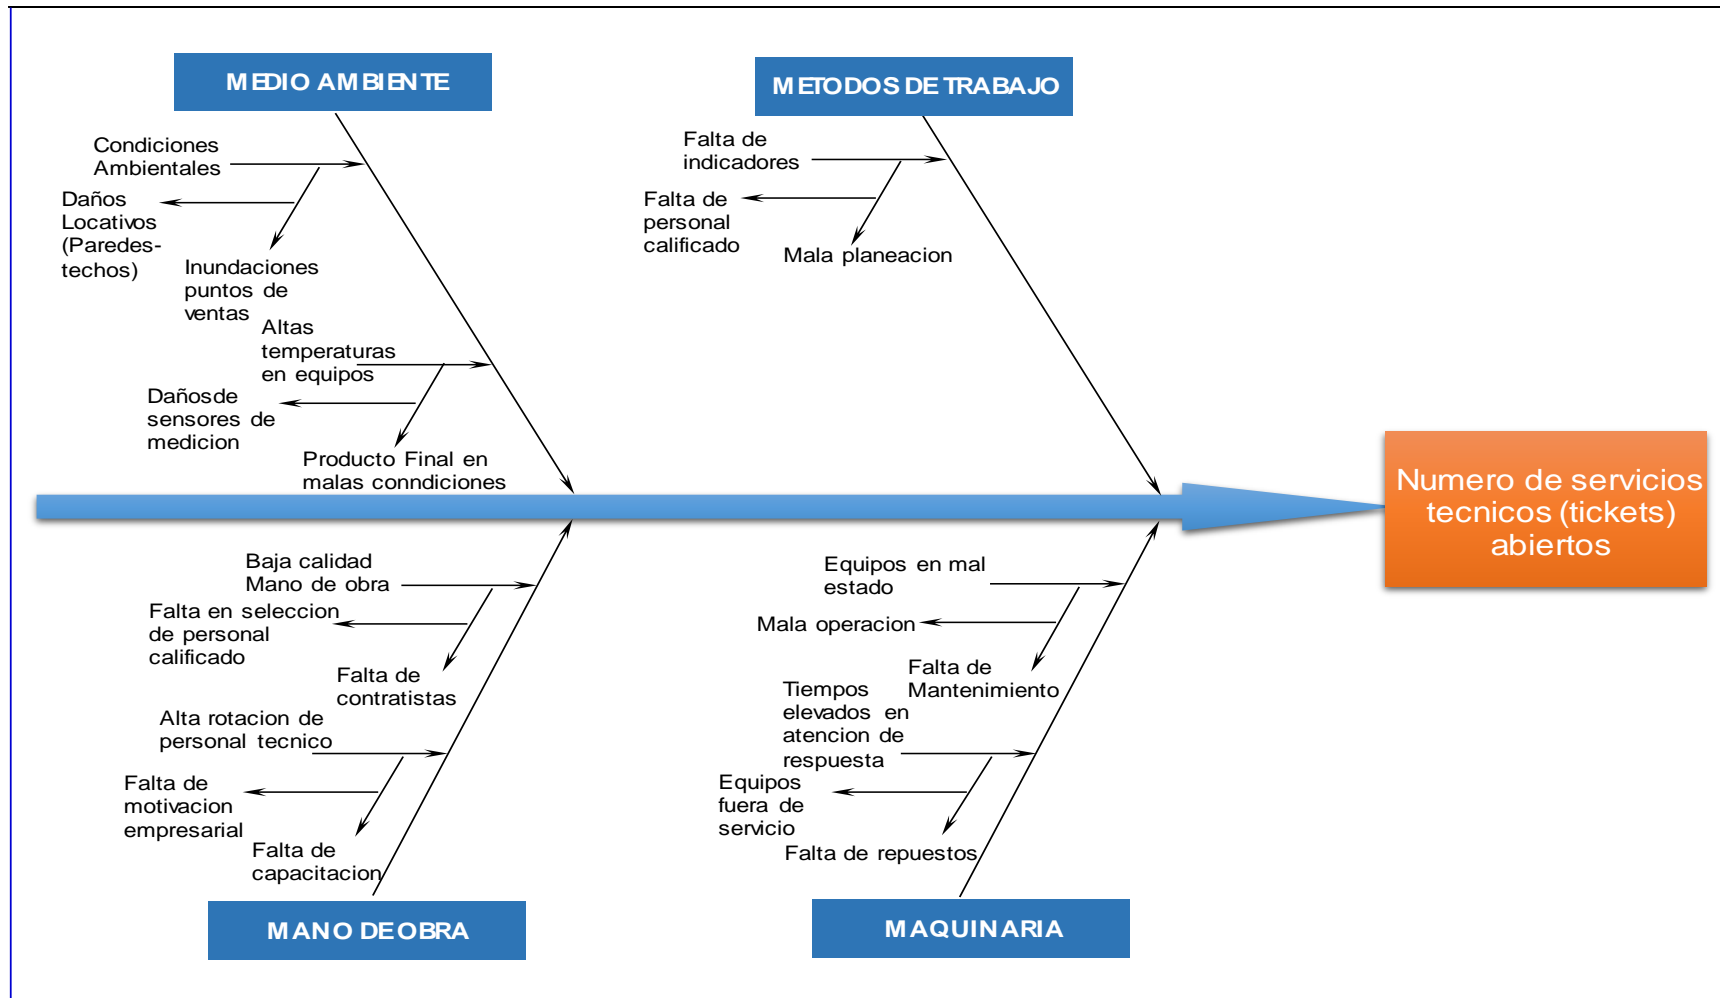 MEDIO AMBIENTE
METODOS DE TRABAJO
Condiciones
Ambientales
Daños
Locativos
(Paredes-
techos)
Inundaciones
puntos de
ventas
Altas
temperaturas
en equipos
Daños de
sensores de
medicion
Producto Final en
malas conndiciones
Falta de
indicadores
Falta de
personal
calificado
Mala planeacion
Numero de servicios
tecnicos (tickets)
abiertos
Baja calidad
Mano de obra
Falta en seleccion
de personal
calificado
Falta de
contratistas
Alta rotacion de
personal tecnico
Falta de
motivacion
empresarial
Falta de
capacitacion
Equipos en mal
estado
Mala operacion
Falta de
Mantenimiento
Tiempos
elevados en
atencion de
respuesta
Equipos
fuera de
servicio
Falta de repuestos
MANO DE OBRA
MAQUINARIA